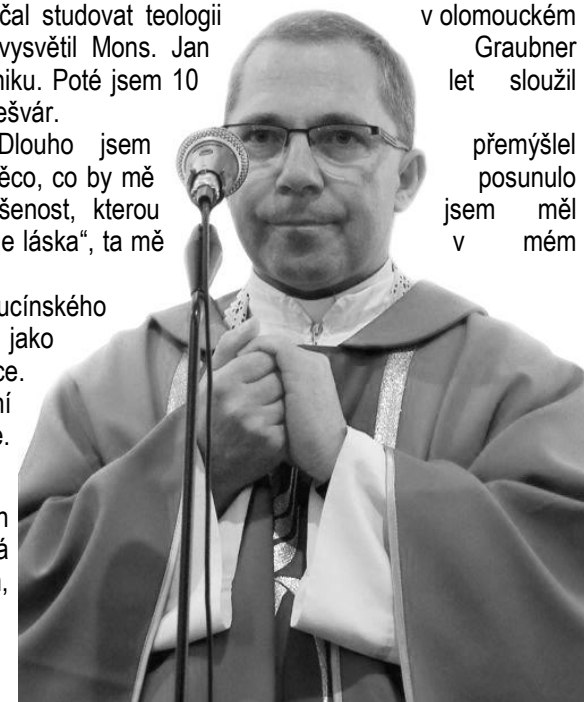 čal studovat teologii v olomouckém
vysvětil Mons. Jan Graubner
niku. Poté jsem 10 let sloužil
ešvár.
Dlouho jsem přemýšlel
ěco, co by mě posunulo
šenost, kterou jsem měl
e láska“, ta mě v mém
ucínského
jako
ce.
ní
e.
h
á
,